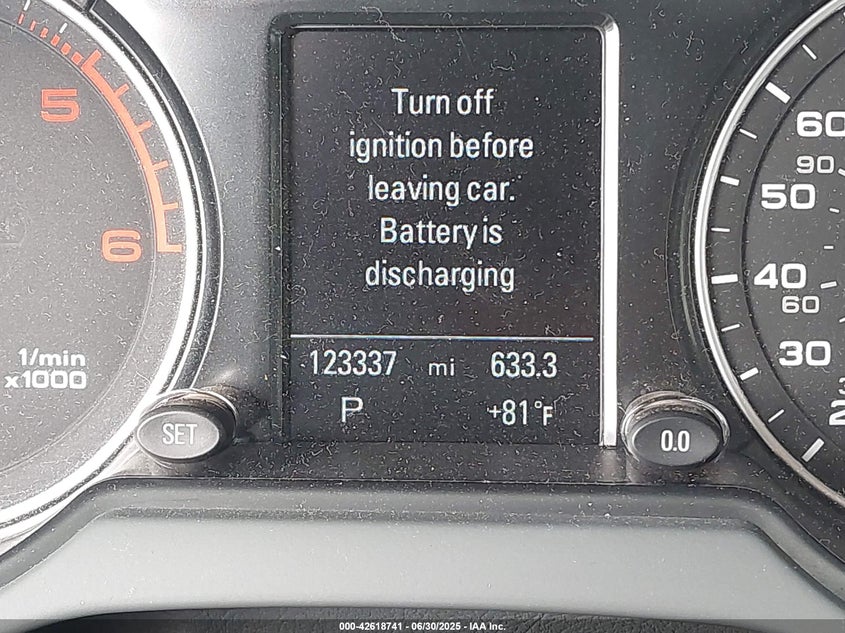 5
6
1/min
x1000
SET
Turn off
ignition before
leaving car.
Battery is
discharging
123337 mi 633.3
P +81°F
0.0
60
90
50
40
60
30
000-42618741 - 06/30/2025 - IAA Inc.